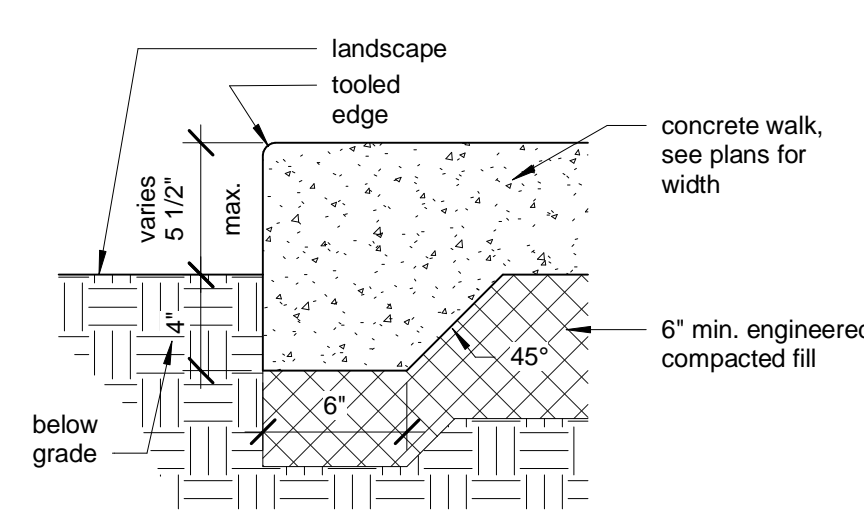 landscape
tooled
edge
concrete walk,
see plans for
width
varies
5 1/2"
max.
4"
6" min. engineered
compacted fill
45°
6"
below
grade